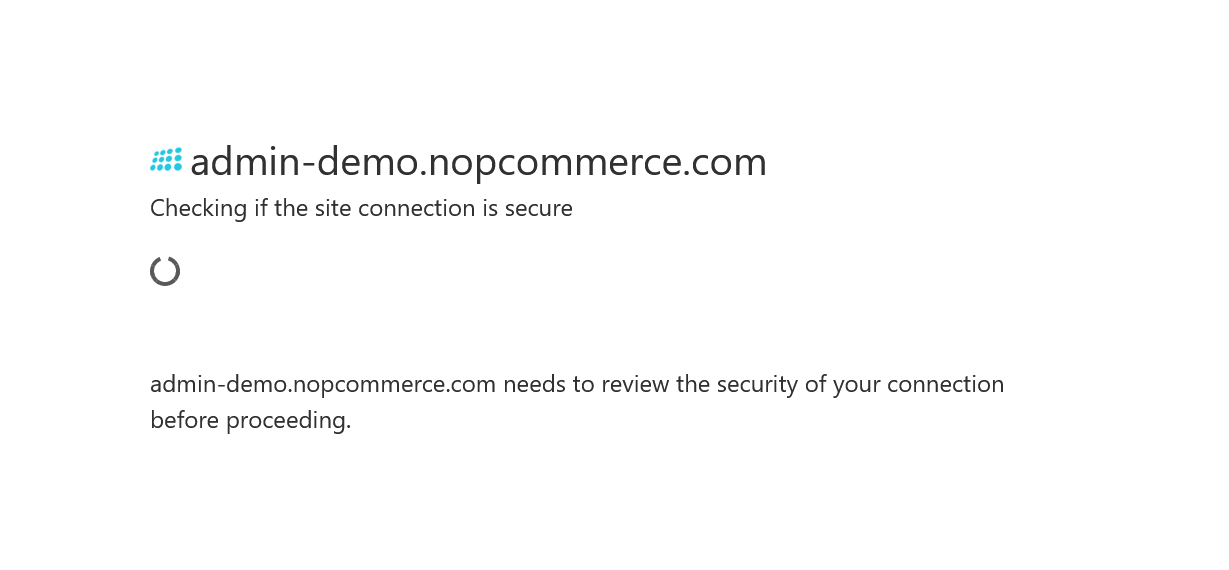 admin-demo.nopcommerce.com
Checking if the site connection is secure
admin-demo.nopcommerce.com needs to review the security of your connection
before proceeding.